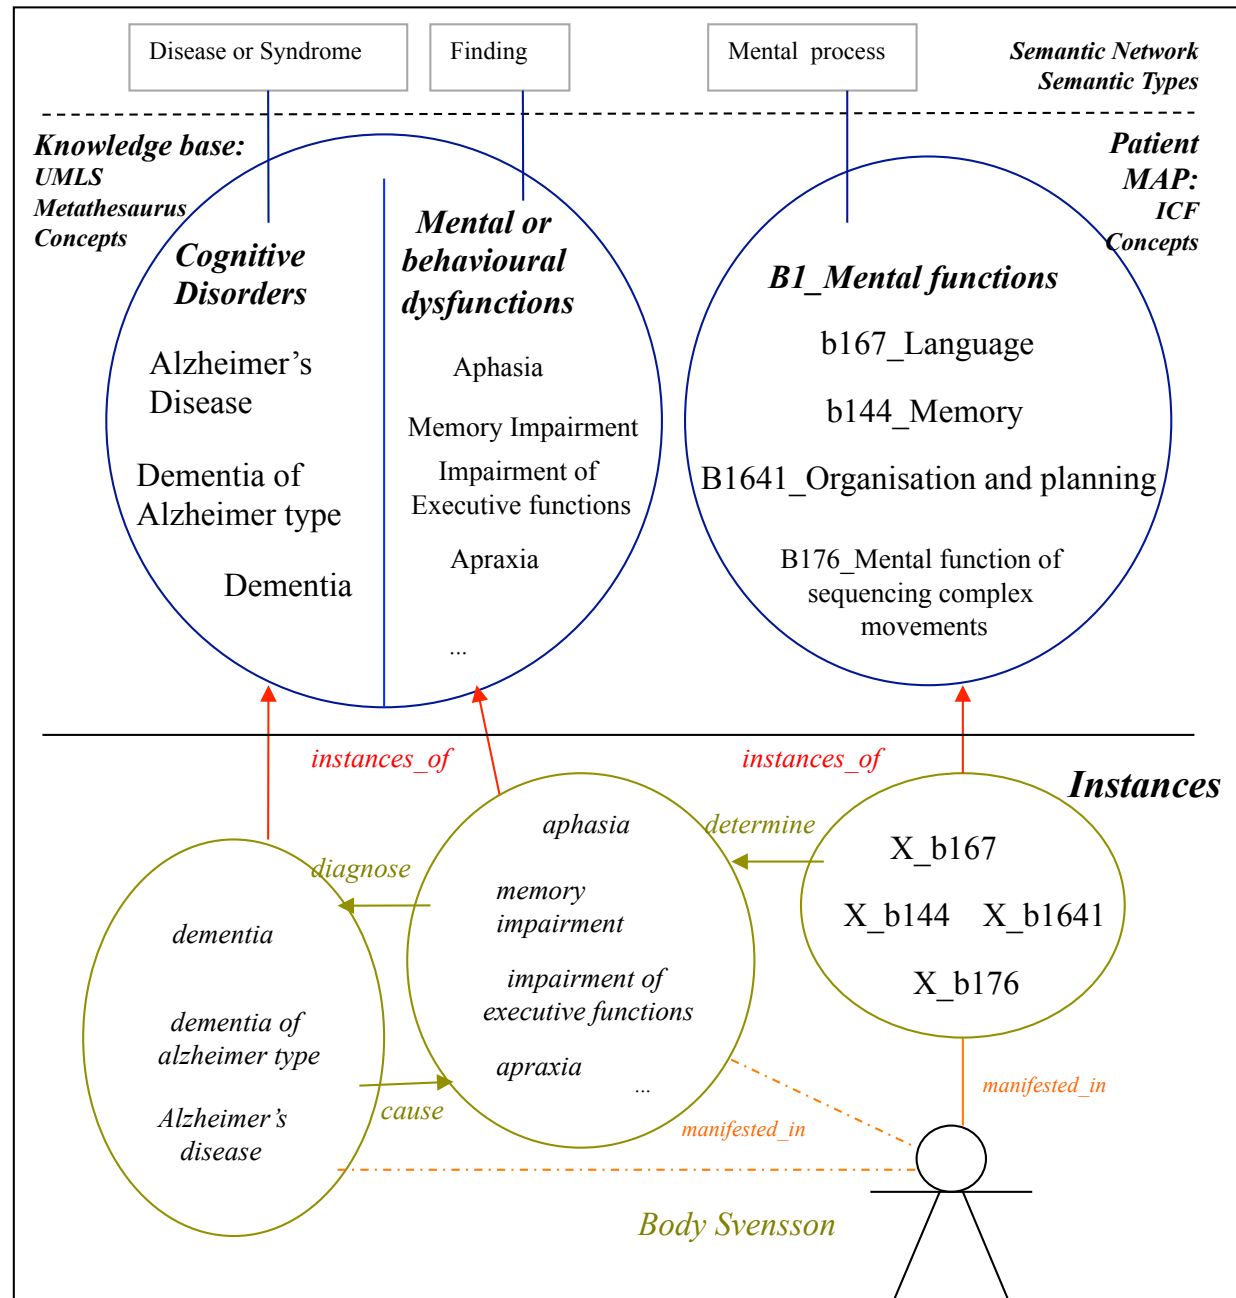 Disease or Syndrome
Finding
Mental process
Semantic Network
Semantic Types
Knowledge base:
UMLS
Metathesaurus
Concepts
Patient
MAP:
ICF
Concepts
Cognitive
Disorders
Alzheimer's
Disease
Dementia of
Alzheimer type
Dementia
Mental or
behavioural
dysfunctions
Aphasia
Memory Impairment
Impairment of
Executive functions
Apraxia
...
B1_Mental functions
b167_Language
b144_Memory
B1641_Organisation and planning
B176_Mental function of
sequencing complex
movements
instances_of
instances_of
Instances
diagnose
dementia
dementia of
alzheimer type
Alzheimer's
disease
cause
aphasia
memory
impairment
impairment of
executive functions
apraxia
...
determine
X_b167
X_b144
X_b1641
X_b176
manifested_in
manifested_in
Body Svensson